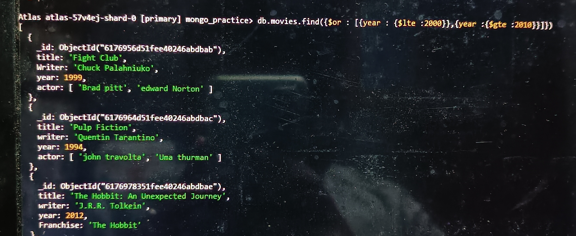 Atlas atlas-57v4ej-shard-0 [primary] mongo_practice> db.movies.find({$or : [{year : {$lte :2000}},{year :{$gte :2010}}]})
[
{
_id: ObjectId("6176956d51fee40246abdbab"),
title: 'Fight Club',
Writer: 'Chuck Palahniuko',
year: 1999,
actor: [ 'Brad pitt', 'edward Norton' ]
},
{
_id: ObjectId("6176964d51fee40246abdbac"),
title: 'Pulp Fiction',
writer: 'Quentin Tarantino',
year: 1994,
actor: [ 'john travolta', 'Uma thurman' ]
},
{
_id: ObjectId("6176978351fee40246abdbae"),
title: 'The Hobbit: An Unexpected Journey',
writer: 'J.R.R. Tolkein',
year: 2012,
Franchise: 'The Hobbit'
}